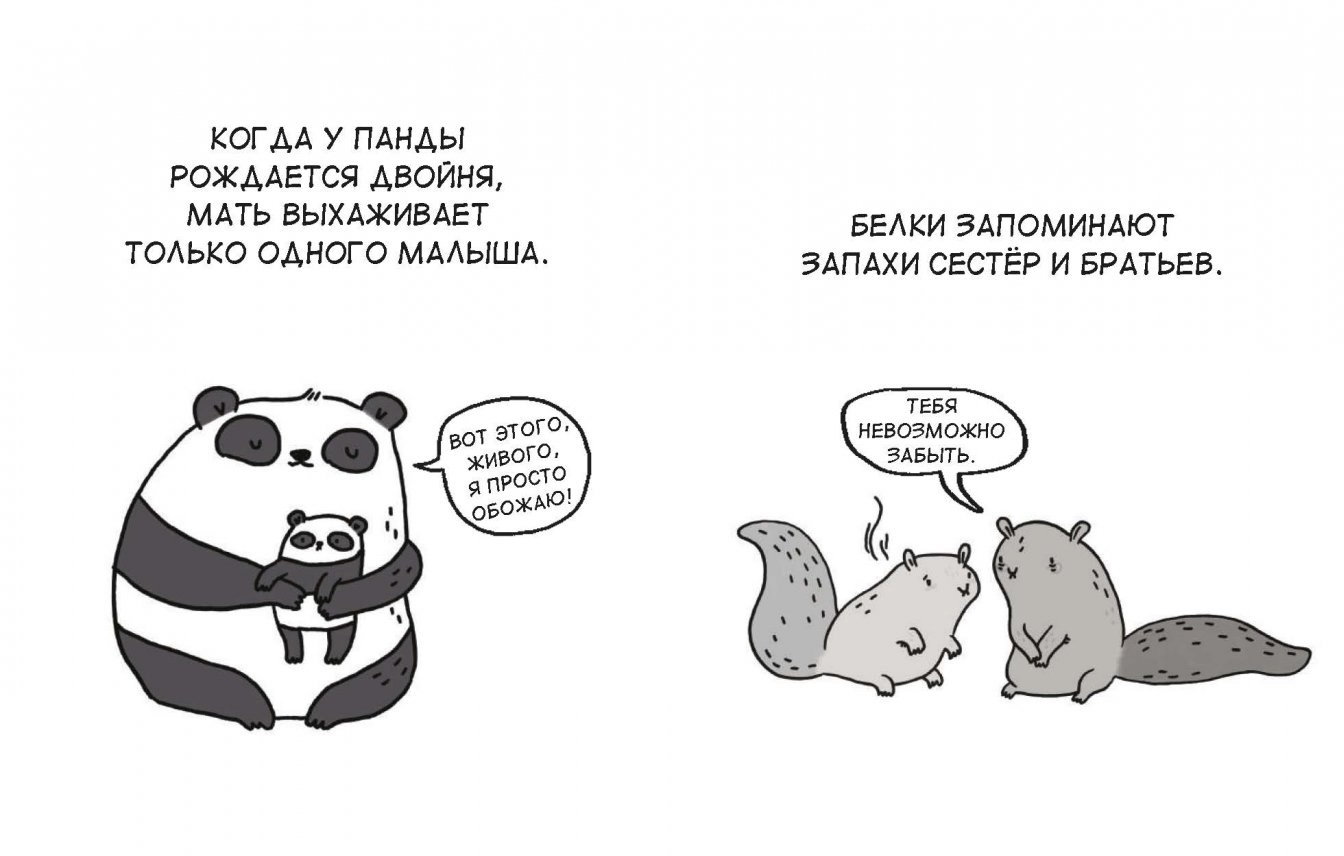 КОГДА У ПАНДЫ
РОЖДАЕТСЯ ДВОЙНЯ,
МАТЬ ВЫХАЖИВАЕТ
ТОЛЬКО ОДНОГО МАЛЫША.
ВОТ ЭТОГО,
ЖИВОГО,
Я ПРОСТО
ОБОЖАЮ!
БЕЛКИ ЗАПОМИНАЮТ
ЗАПАХИ СЕСТЁР И БРАТЬЕВ.
ТЕБЯ
НЕВОЗМОЖНО
ЗАБЫТЬ.